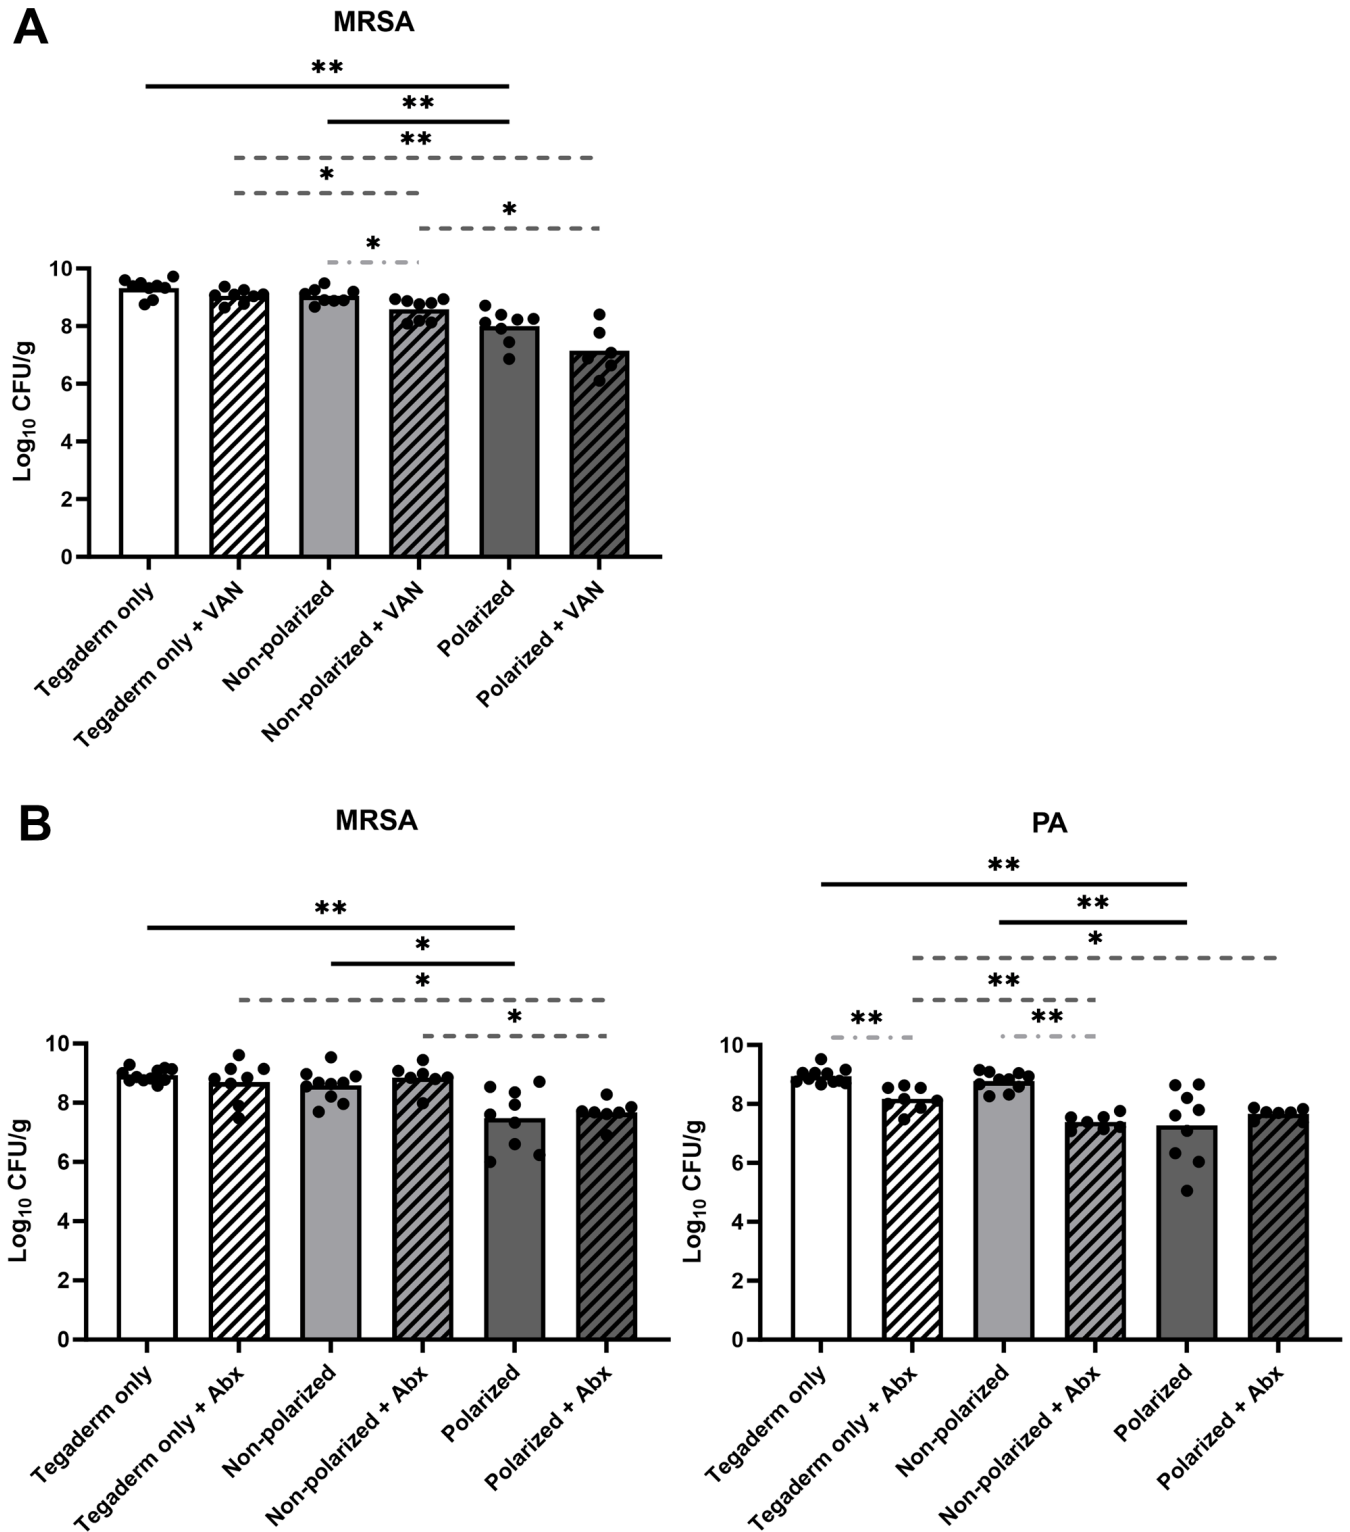 A
MRSA
**
**
**
*
*
*
10
8
6
4
2
0
Log10 CFU/g
Tegaderm only
Tegaderm only + VAN
Non-polarized
Non-polarized + VAN
Polarized
Polarized + VAN
B
MRSA
**
*
*
*
10
8
6
4
2
0
Log10 CFU/g
Tegaderm only
Tegaderm only + Abx
Non-polarized
Non-polarized + Abx
Polarized
Polarized + Abx
PA
**
**
*
**
**
**
10
8
6
4
2
0
Log10 CFU/g
Tegaderm only
Tegaderm only + Abx
Non-polarized
Non-polarized + Abx
Polarized
Polarized + Abx